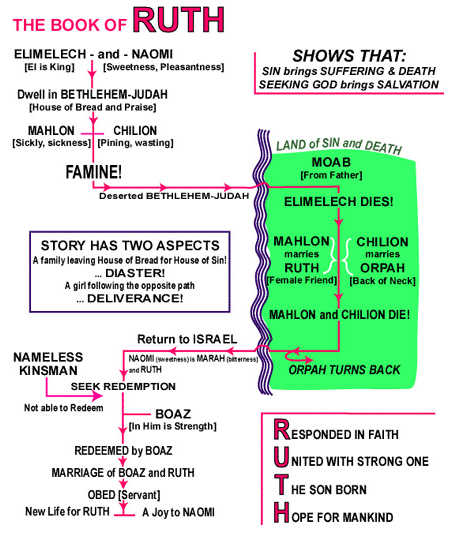 THE BOOK OF RUTH
ELIMELECH - and - NAOMI
[El is King] [Sweetness, Pleasantness]
Dwell in BETHLEHEM-JUDAH
[House of Bread and Praise]
MAHLON CHILION
[Sickly, sickness] [Pining, wasting]
FAMINE!
Deserted BETHLEHEM-JUDAH
SHOWS THAT:
SIN brings SUFFERING & DEATH
SEEKING GOD brings SALVATION
LAND of SIN and DEATH
MOAB
[From Father]
ELIMELECH DIES!
MAHLON CHILION
marries marries
RUTH ORPAH
[Female Friend] [Back of Neck]
MAHLON and CHILION DIE!
ORPAH TURNS BACK
STORY HAS TWO ASPECTS
A family leaving House of Bread for House of Sin!
... DIASTER!
A girl following the opposite path
... DELIVERANCE!
Return to ISRAEL
NAOMI (sweetness) is MARAH (bitterness)
and RUTH
NAMELESS
KINSMAN
SEEK REDEMPTION
Not able to Redeem
BOAZ
[In Him is Strength]
REDEEMED by BOAZ
MARRIAGE of BOAZ and RUTH
OBED [Servant]
New Life for RUTH A Joy to NAOMI
RESPONDED IN FAITH
UNITED WITH STRONG ONE
THE SON BORN
HOPE FOR MANKIND